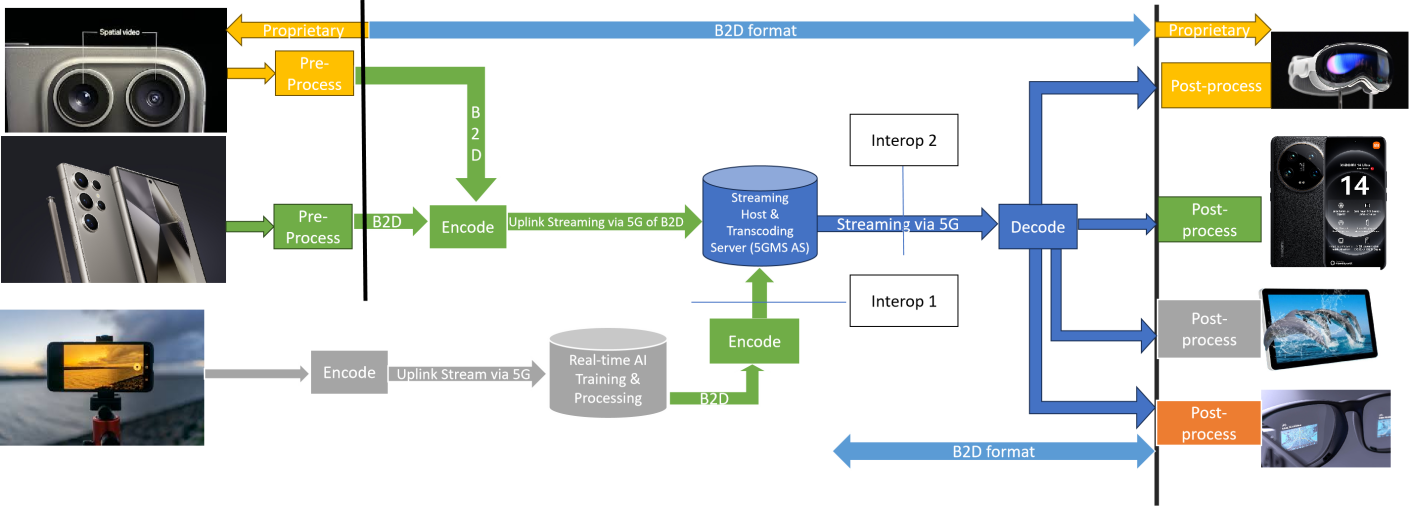 Proprietary
B2D format
Proprietary
Spatial video
Pre-
Process
Post-process
B
2
D
Interop 2
Streaming
Host &
Transcoding
Server (5GMS AS)
14
Pre-
Process
B2D
Encode
Uplink Streaming via 5G of B2D
Streaming via 5G
Decode
Post-
process
Interop 1
Encode
Post-
process
Encode
Uplink Stream via 5G
Real-time AI
Training &
Processing
B2D
Post-
process
B2D format